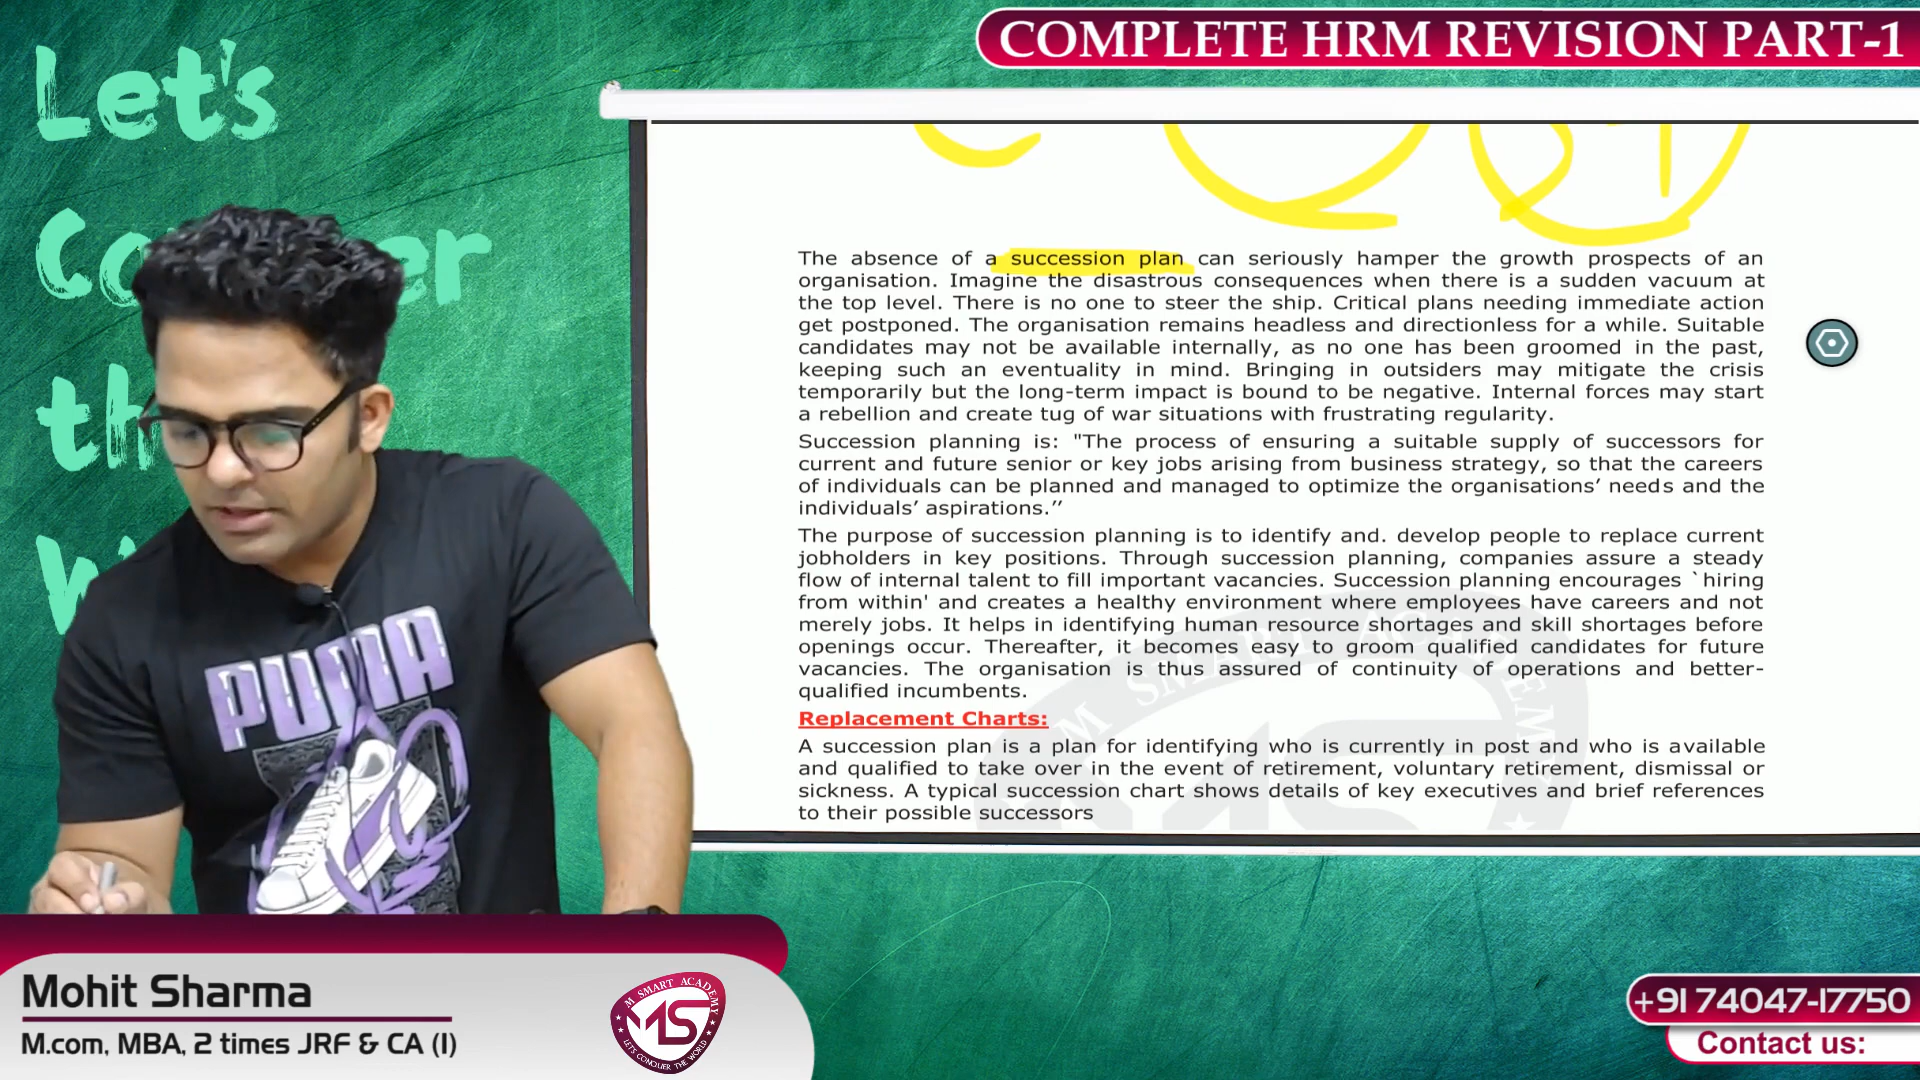 COMPLETE HRM REVISION PART-1
Let's
The absence of a succession plan can seriously hamper the growth prospects of an
organisation. Imagine the disastrous consequences when there is a sudden vacuum at
the top level. There is no one to steer the ship. Critical plans needing immediate action
get postponed. The organisation remains headless and directionless for a while. Suitable
candidates may not be available internally, as no one has been groomed in the past,
keeping such an eventuality in mind. Bringing in outsiders may mitigate the crisis
temporarily but the long-term impact is bound to be negative. Internal forces may start
a rebellion and create tug of war situations with frustrating regularity.
Succession planning is: "The process of ensuring a suitable supply of successors for
current and future senior or key jobs arising from business strategy, so that the careers
of individuals can be planned and managed to optimize the organisations’ needs and the
individuals’ aspirations.’’
The purpose of succession planning is to identify and. develop people to replace current
jobholders in key positions. Through succession planning, companies assure a steady
flow of internal talent to fill important vacancies. Succession planning encourages `hiring
from within' and creates a healthy environment where employees have careers and not
merely jobs. It helps in identifying human resource shortages and skill shortages before
openings occur. Thereafter, it becomes easy to groom qualified candidates for future
vacancies. The organisation is thus assured of continuity of operations and better-
qualified incumbents.
Replacement Charts:
A succession plan is a plan for identifying who is currently in post and who is available
and qualified to take over in the event of retirement, voluntary retirement, dismissal or
sickness. A typical succession chart shows details of key executives and brief references
to their possible successors
PUMA
Mohit Sharma
M.com, MBA, 2 times JRF & CA (I)
M SMART ACADEMY
MS
LET'S CONQUER THE WORLD
+91 74047-17750
Contact us: